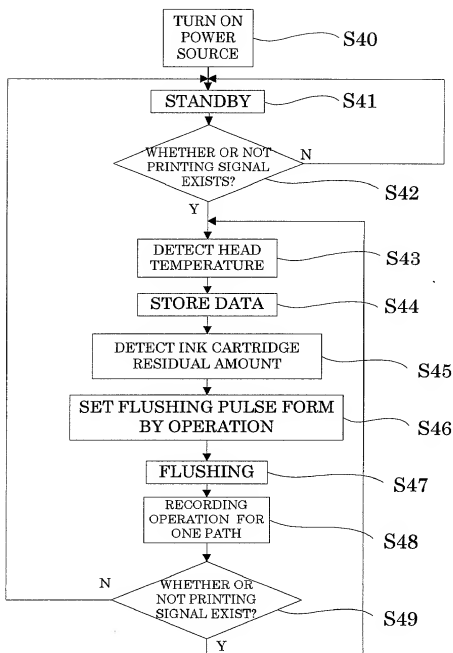 TURN ON
POWER
SOURCE
S40
STANDBY
S41
WHETHER OR NOT
PRINTING SIGNAL
EXISTS?
N
S42
Y
DETECT HEAD
TEMPERATURE
S43
STORE DATA
S44
DETECT INK CARTRIDGE
RESIDUAL AMOUNT
S45
SET FLUSHING PULSE FORM
BY OPERATION
S46
FLUSHING
S47
RECORDING
OPERATION FOR
ONE PATH
S48
N
WHETHER OR
NOT PRINTING
SIGNAL EXIST?
S49
Y